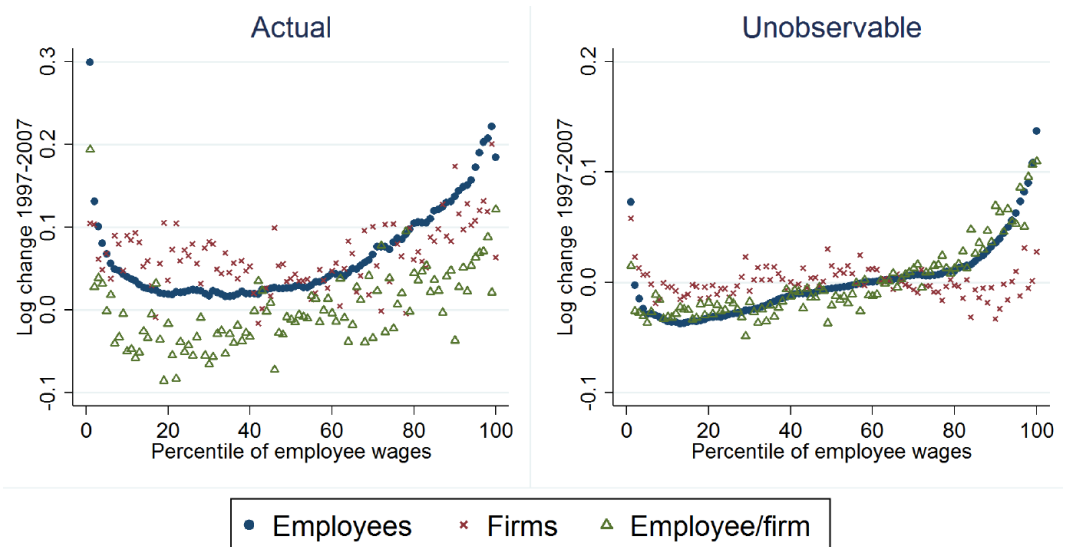 Actual
Unobservable
Log change 1997-2007
0.3
0.2
0.1
0.0
-0.1
0 20 40 60 80 100
Percentile of employee wages
Log change 1997-2007
0.2
0.1
0.0
-0.1
0 20 40 60 80 100
Percentile of employee wages
Employees Firms Employee/firm